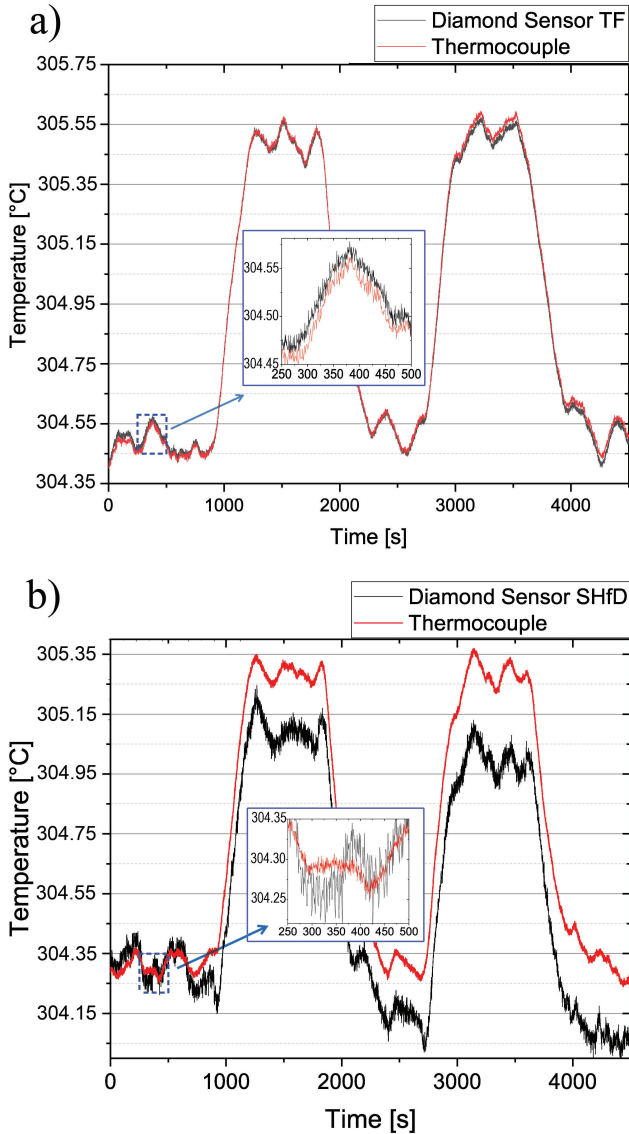 a)
Diamond Sensor TF
Thermocouple
305.75
305.55
305.35
305.15
304.95
304.75
304.55
304.35
Temperature [°C]
304.55
304.50
304.45
250 300 350 400 450 500
0 1000 2000 3000 4000
Time [s]
b)
Diamond Sensor SHfD
Thermocouple
305.35
305.15
304.95
304.75
304.55
304.35
304.15
Temperature [°C]
304.35
304.30
304.25
250 300 350 400 450 500
0 1000 2000 3000 4000
Time [s]